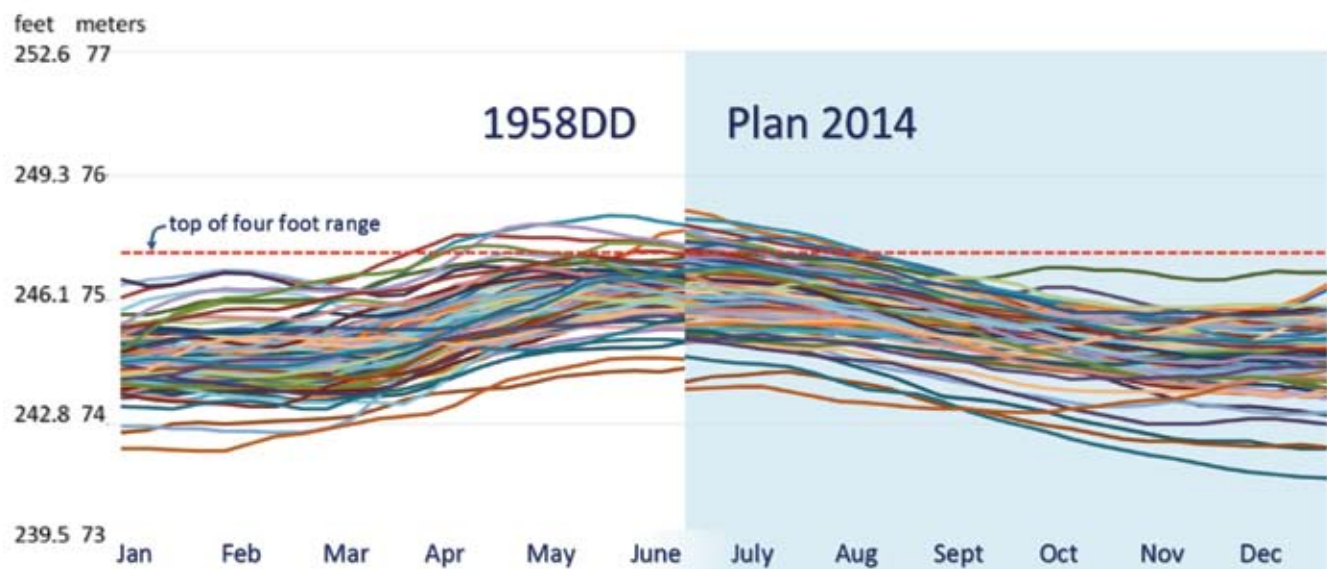 feet meters
252.6 77
1958DD Plan 2014
249.3 76
top of four foot range
246.1 75
242.8 74
239.5 73
Jan Feb Mar Apr May June July Aug Sept Oct Nov Dec